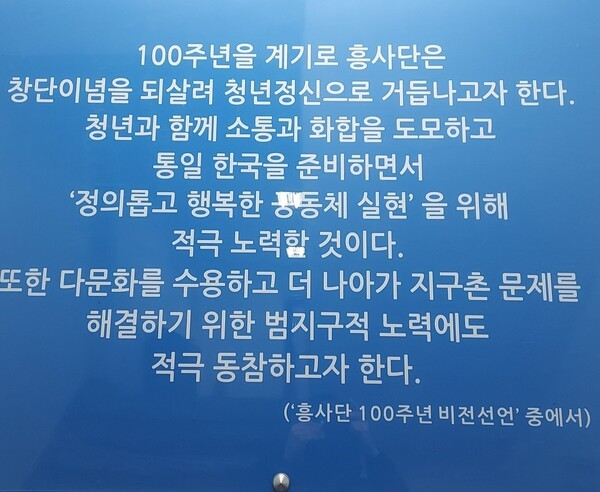 100주년을 계기로 흥사단은
창단이념을 되살려 청년정신으로 거듭나고자 한다.
청년과 함께 소통과 화합을 도모하고
통일 한국을 준비하면서
‘정의롭고 행복한 공동체 실현’ 을 위해
적극 노력할 것이다.
또한 다문화를 수용하고 더 나아가 지구촌 문제를
해결하기 위한 범지구적 노력에도
적극 동참하고자 한다.
(‘흥사단 100주년 비전선언’ 중에서)